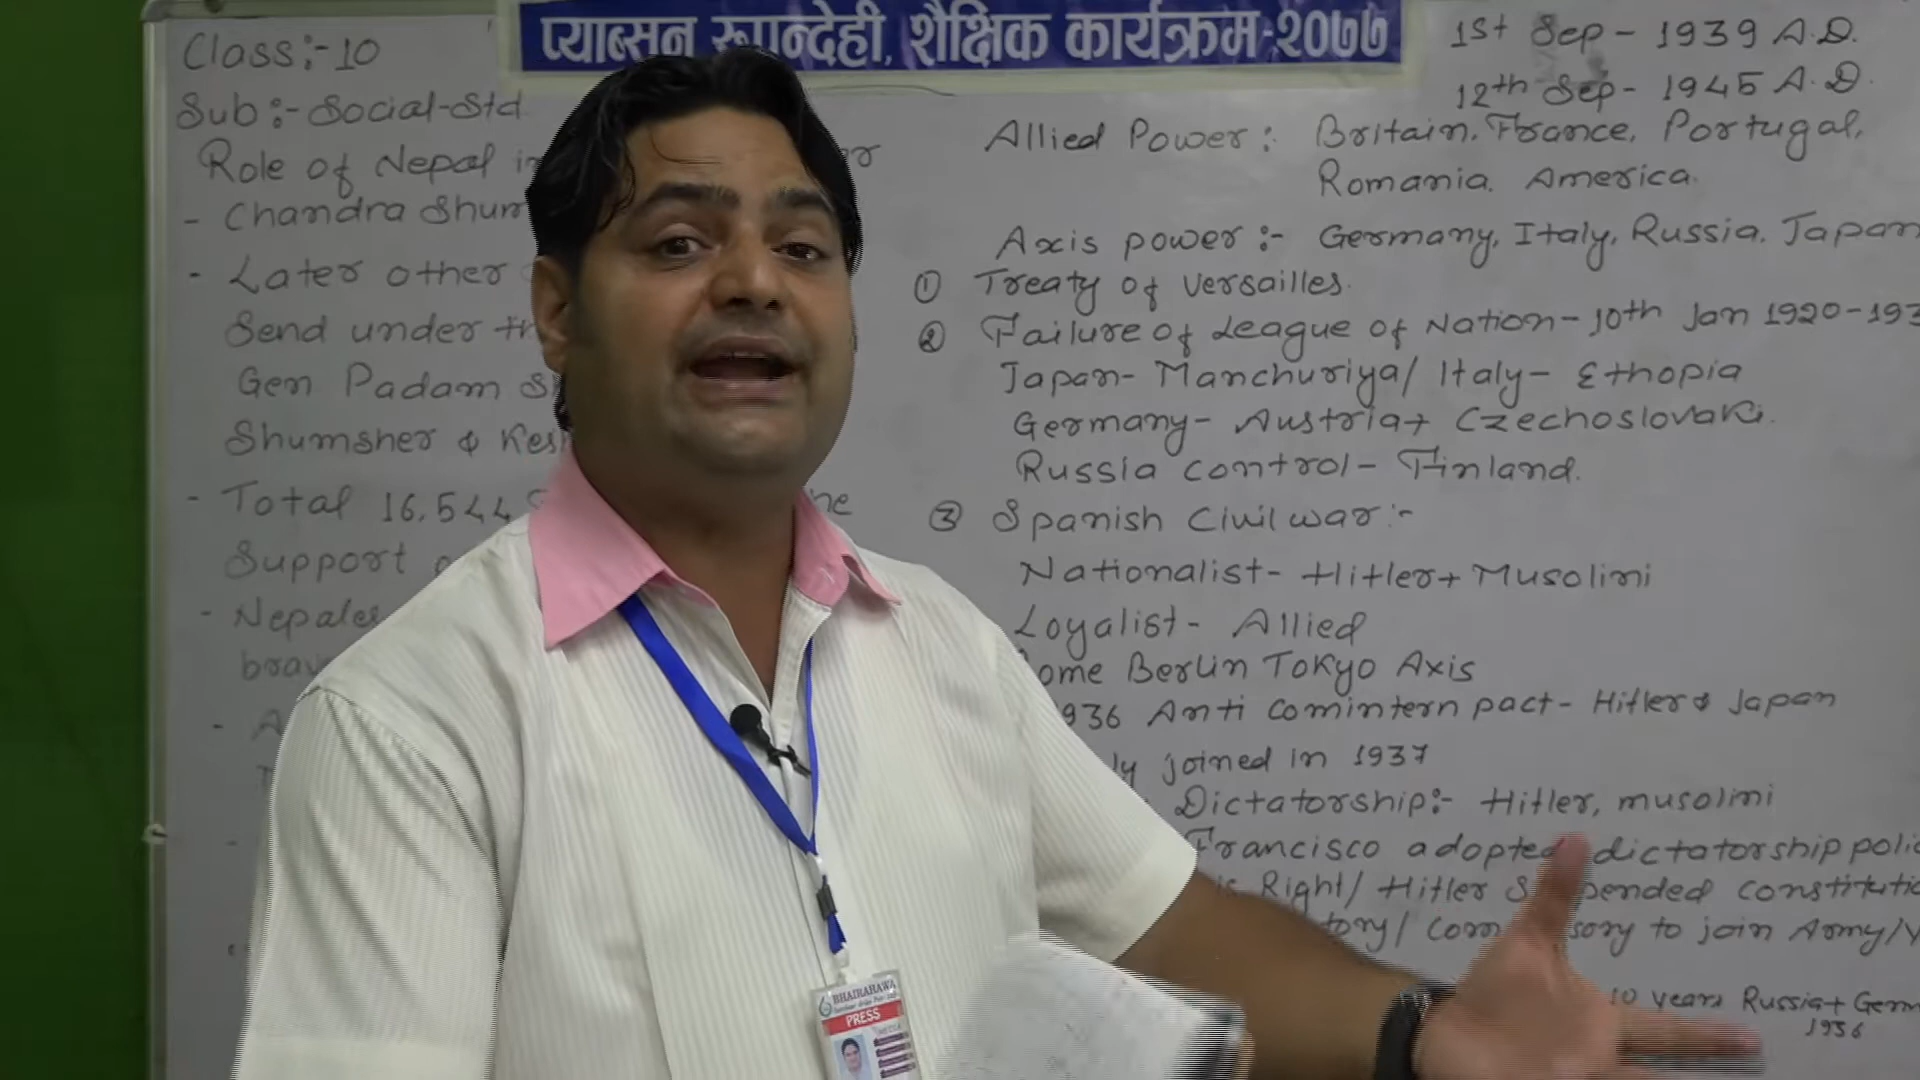 प्याब्सन रूपन्देही, शैक्षिक कार्यक्रम-२०७७
Class:-10
Sub:- Social-Std
Role of Nepal in
- Chandra Shum
- Later other
Send under th
Gen Padam S
Shumsher & Kesh
- Total 16,544
Support
- Nepales
brav
1st Sep - 1939 A.D.
12th Sep - 1945 A.D.
Allied Power: Britain, France, Portugal,
Romania. America.
Axis power:- Germany, Italy, Russia. Japan
① Treaty of Versailles.
② Failure of League of Nation- 10th Jan 1920-193
Japan- Manchuriya/ Italy- Ethopia
Germany- Austria+ Czechoslovaki.
Russia control- Finland.
③ Spanish Civil war:-
Nationalist- Hitler+ Musolini
Loyalist- Allied
ome Berlin Tokyo Axis
936 Anti comintern pact- Hitler & Japan
ly joined in 1937
Dictatorship:- Hitler, musolini
Francisco adopted dictatorship polic
Right/ Hitler S pended constitutio
tory/ Com sory to join Army/
10 years Russia+ Germ
1936
BHAIRAHAWA
PRESS